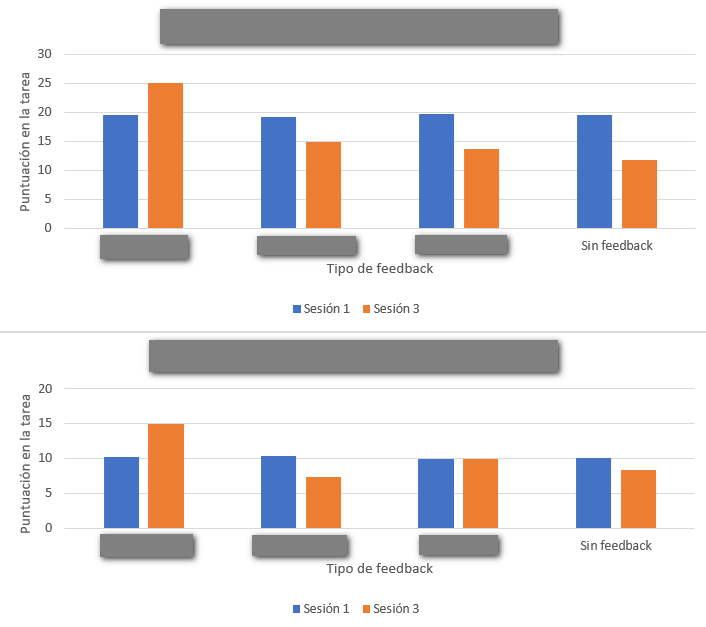 30
25
20
15
10
5
0
Puntuación en la tarea
Sin feedback
Tipo de feedback
Sesión 1 Sesión 3
20
15
10
5
0
Puntuación en la tarea
Sin feedback
Tipo de feedback
Sesión 1 Sesión 3